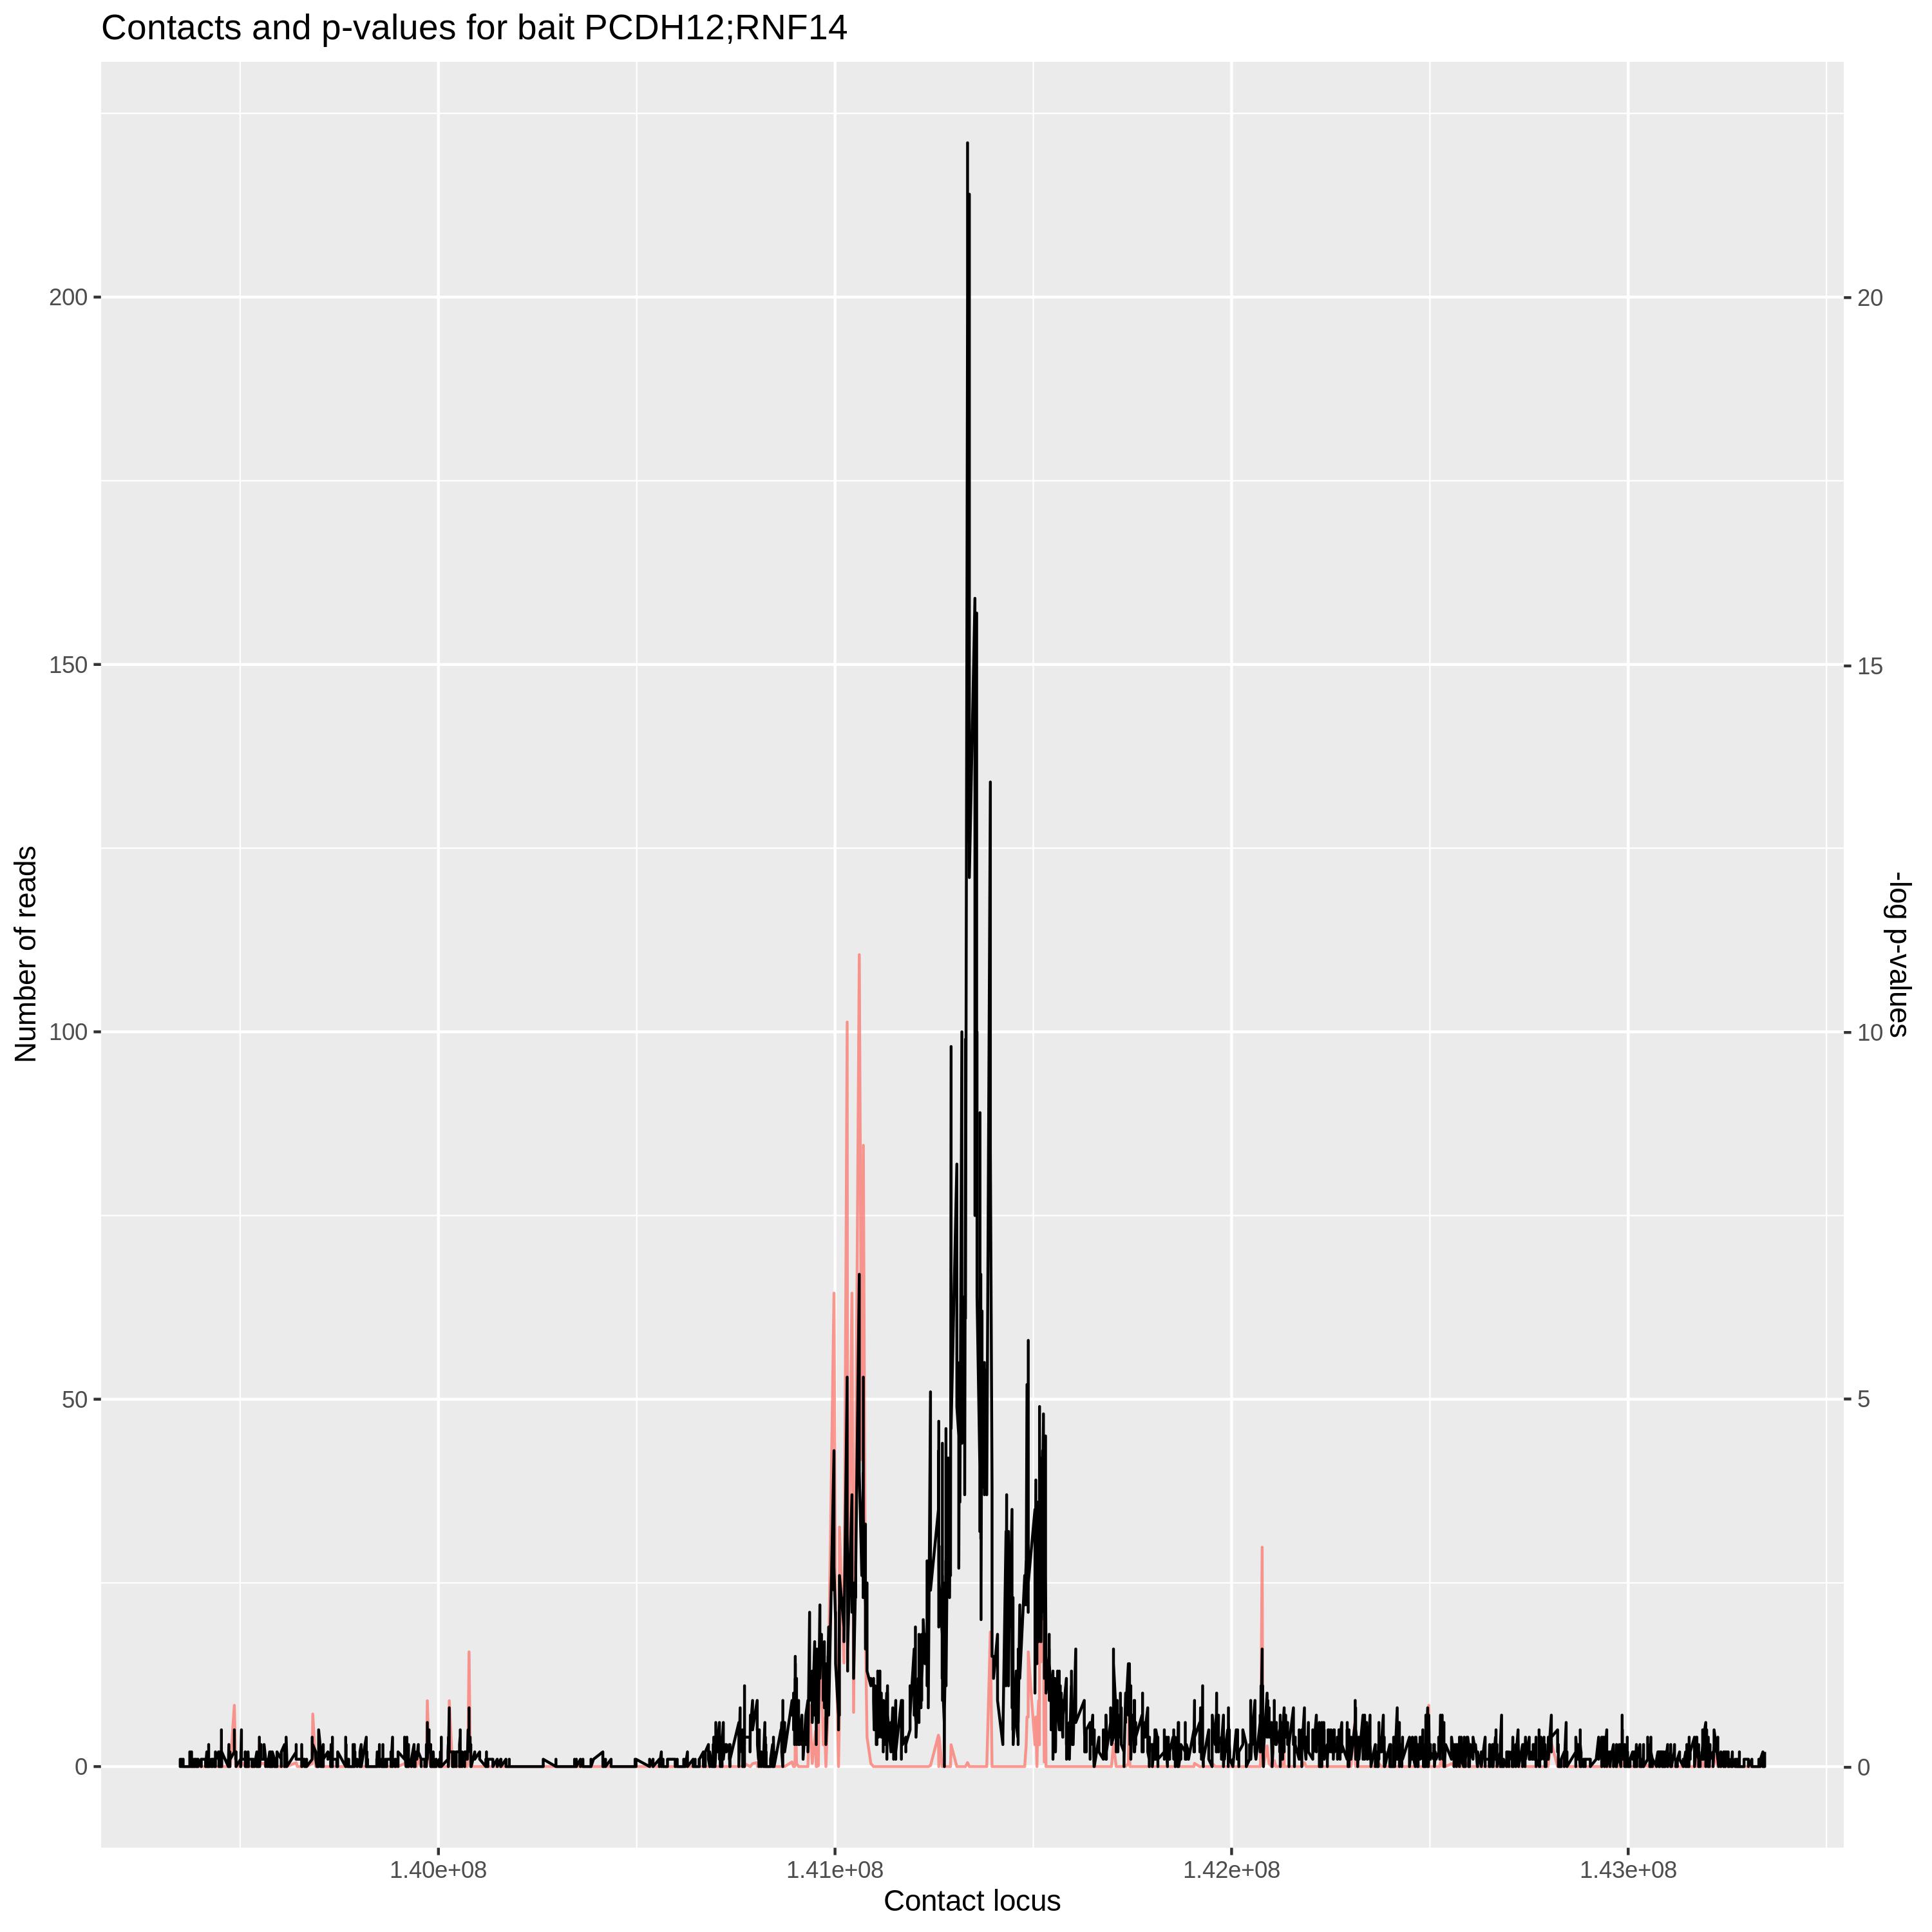 Contacts and p-values for bait PCDH12;RNF14
200
150
100
50
0
Number of reads
20
15
10
5
0
-log p-values
1.40e+08 1.41e+08 1.42e+08 1.43e+08
Contact locus